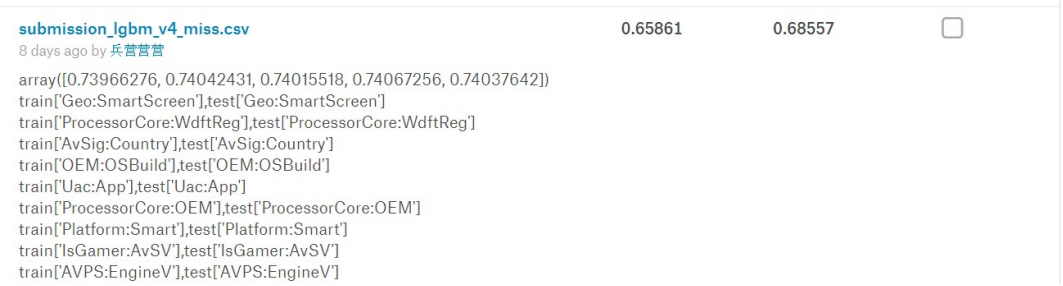 submission_lgbm_v4_miss.csv 0.65861 0.68557
8 days ago by 兵营营营
array([0.73966276, 0.74042431, 0.74015518, 0.74067256, 0.74037642])
train['Geo:SmartScreen'],test['Geo:SmartScreen']
train['ProcessorCore:WdftReg'],test['ProcessorCore:WdftReg']
train['AvSig:Country'],test['AvSig:Country']
train['OEM:OSBuild'],test['OEM:OSBuild']
train['Uac:App'],test['Uac:App']
train['ProcessorCore:OEM'],test['ProcessorCore:OEM']
train['Platform:Smart'],test['Platform:Smart']
train['IsGamer:AvSV'],test['IsGamer:AvSV']
train['AVPS:EngineV'],test['AVPS:EngineV']